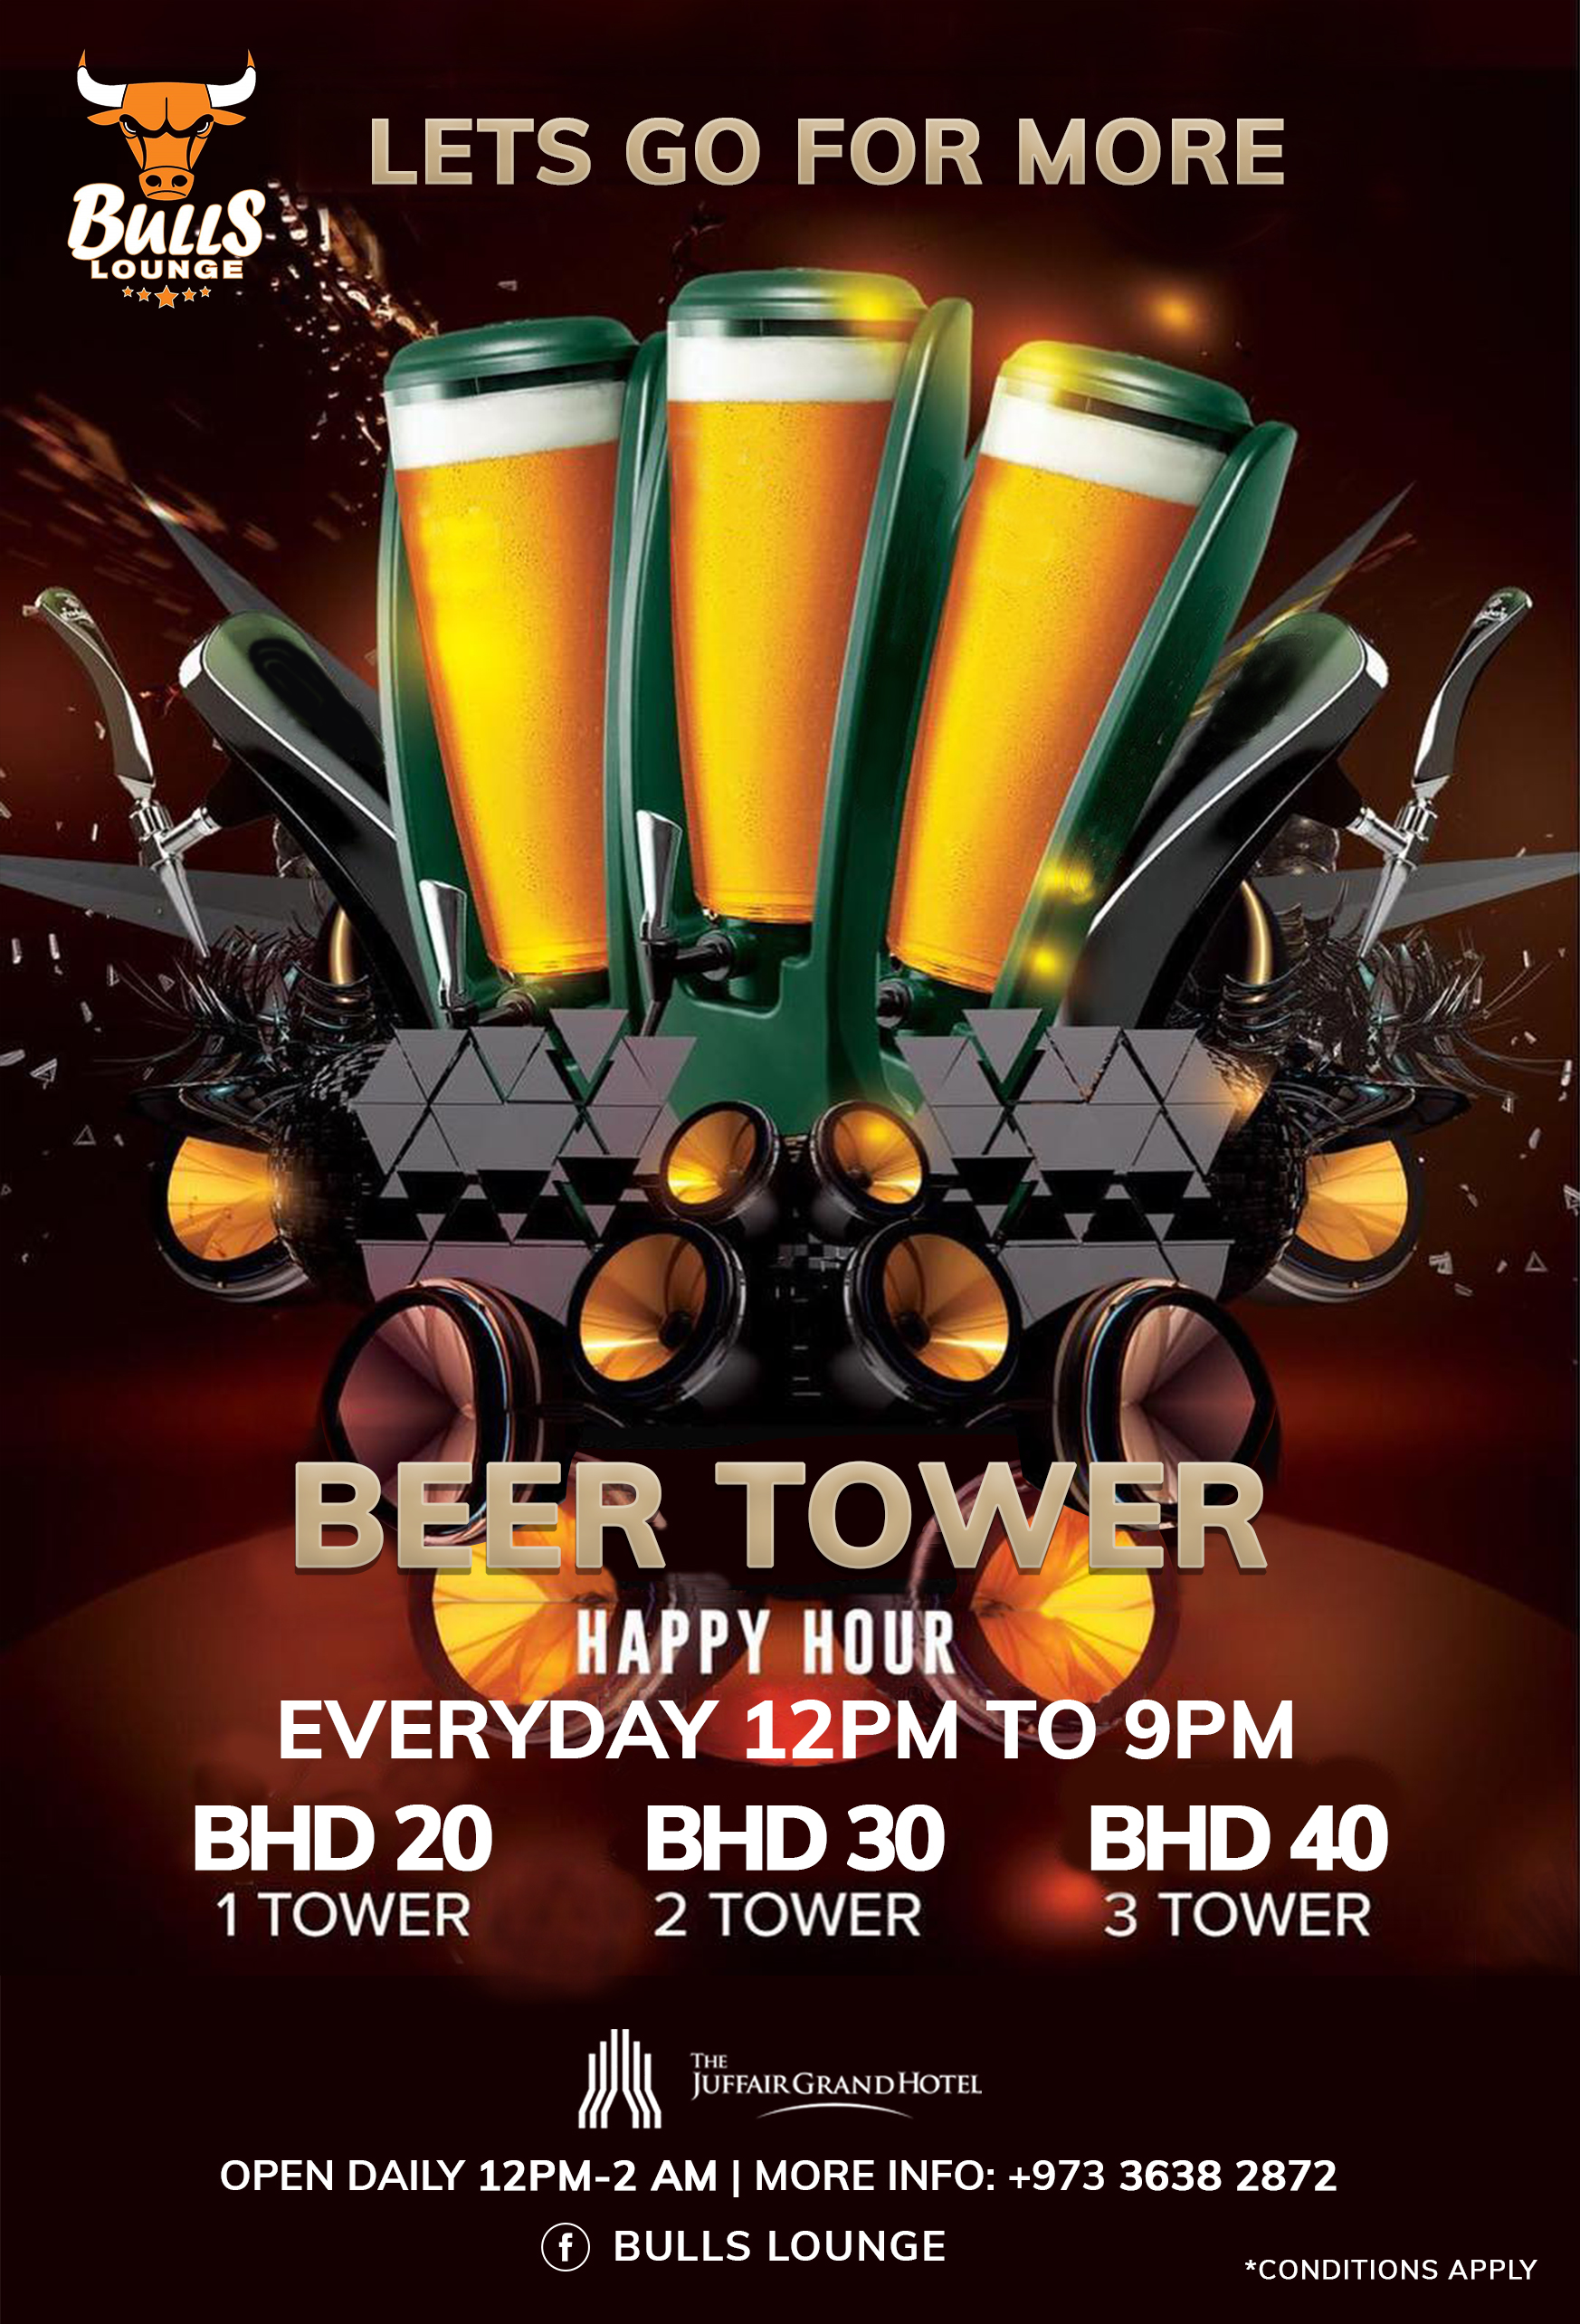 BULLS
LOUNGE
LETS GO FOR MORE
BEER TOWER
HAPPY HOUR
EVERYDAY 12PM TO 9PM
BHD 20 BHD 30 BHD 40
1 TOWER 2 TOWER 3 TOWER
THE
JUFFAIR GRAND HOTEL
OPEN DAILY 12PM-2 AM | MORE INFO: +973 3638 2872
f BULLS LOUNGE
*CONDITIONS APPLY